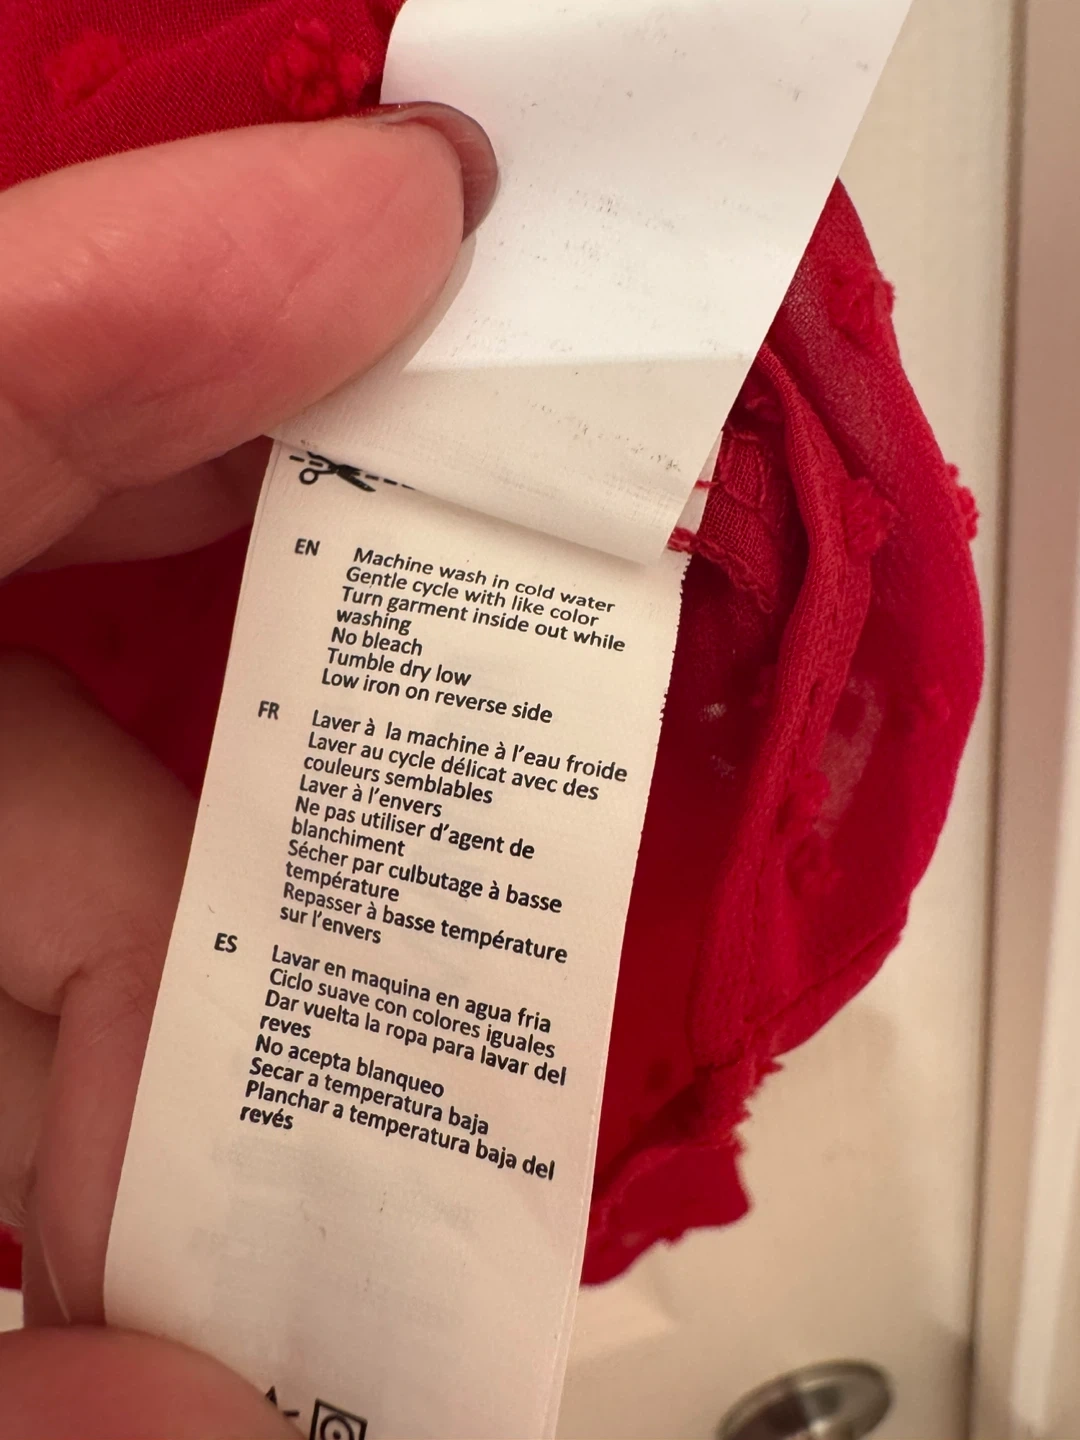 EN Machine wash in cold water
Gentle cycle with like color
Turn garment inside out while
washing
No bleach
Tumble dry low
Low iron on reverse side
FR Laver à la machine à l'eau froide
Laver au cycle délicat avec des
couleurs semblables
Laver à l'envers
Ne pas utiliser d'agent de
blanchiment
Sécher par culbutage à basse
température
Repasser à basse température
sur l'envers
ES Lavar en maquina en agua fria
Ciclo suave con colores iguales
Dar vuelta la ropa para lavar del
reves
No acepta blanqueo
Secar a temperatura baja
Planchar a temperatura baja del
revés